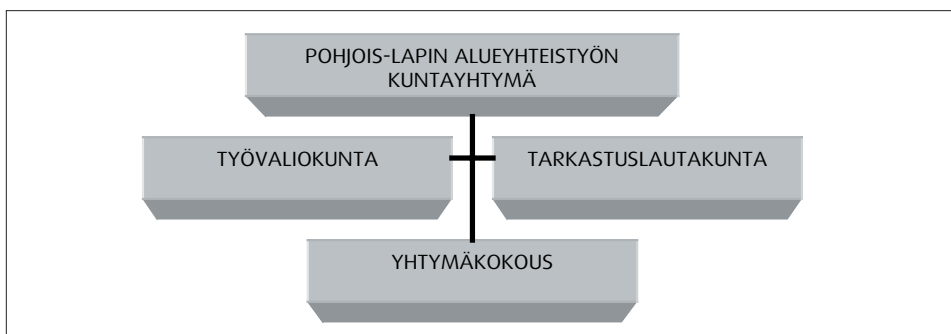 POHJOIS-LAPIN ALUEYHTEISTYÖN
KUNTAYHTYMÄ
TYÖVALIOKUNTA
TARKASTUSLAUTAKUNTA
YHTYMÄKOKOUS